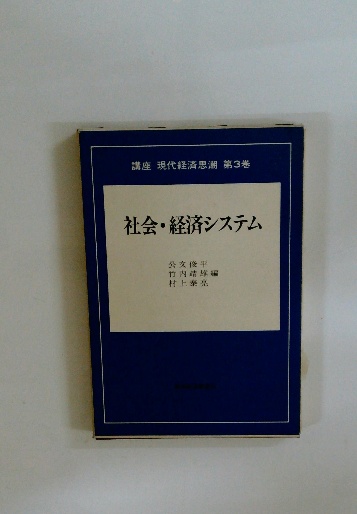 講座 現代経済思潮 第3巻
社会・経済システム
公文俊平
竹内靖雄編
村上泰亮